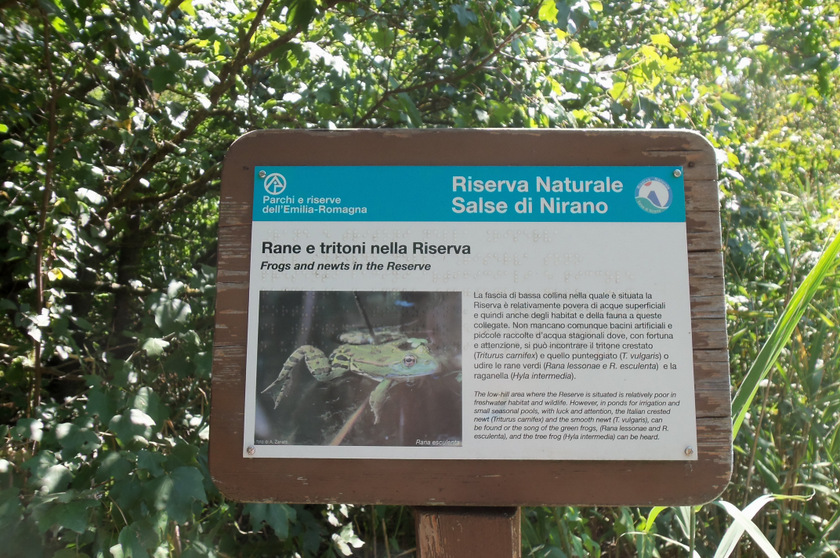 Parchi e riserve
dell'Emilia-Romagna
Riserva Naturale
Salse di Nirano
Rane e tritoni nella Riserva
Frogs and newts in the Reserve
La fascia di bassa collina nella quale è situata la
Riserva è relativamente povera di acque superficiali
e quindi anche degli habitat e della fauna a queste
collegate. Non mancano comunque bacini artificiali e
piccole raccolte d'acqua stagionali dove, con fortuna
e attenzione, si può incontrare il tritone crestato
(Triturus carnifex) e quello punteggiato (T. vulgaris) o
udire le rane verdi (Rana lessonae e R. esculenta) e la
raganella (Hyla intermedia).
The low-hill area where the Reserve is situated is relatively poor in
freshwater habitat and wildlife. However, in ponds for irrigation and
small seasonal pools, with luck and attention, the Italian crested
newt (Triturus carnifex) and the smooth newt (T. vulgaris), can
be found or the song of the green frogs, (Rana lessonae and R.
esculenta), and the tree frog (Hyla intermedia) can be heard.
Rana esculenta